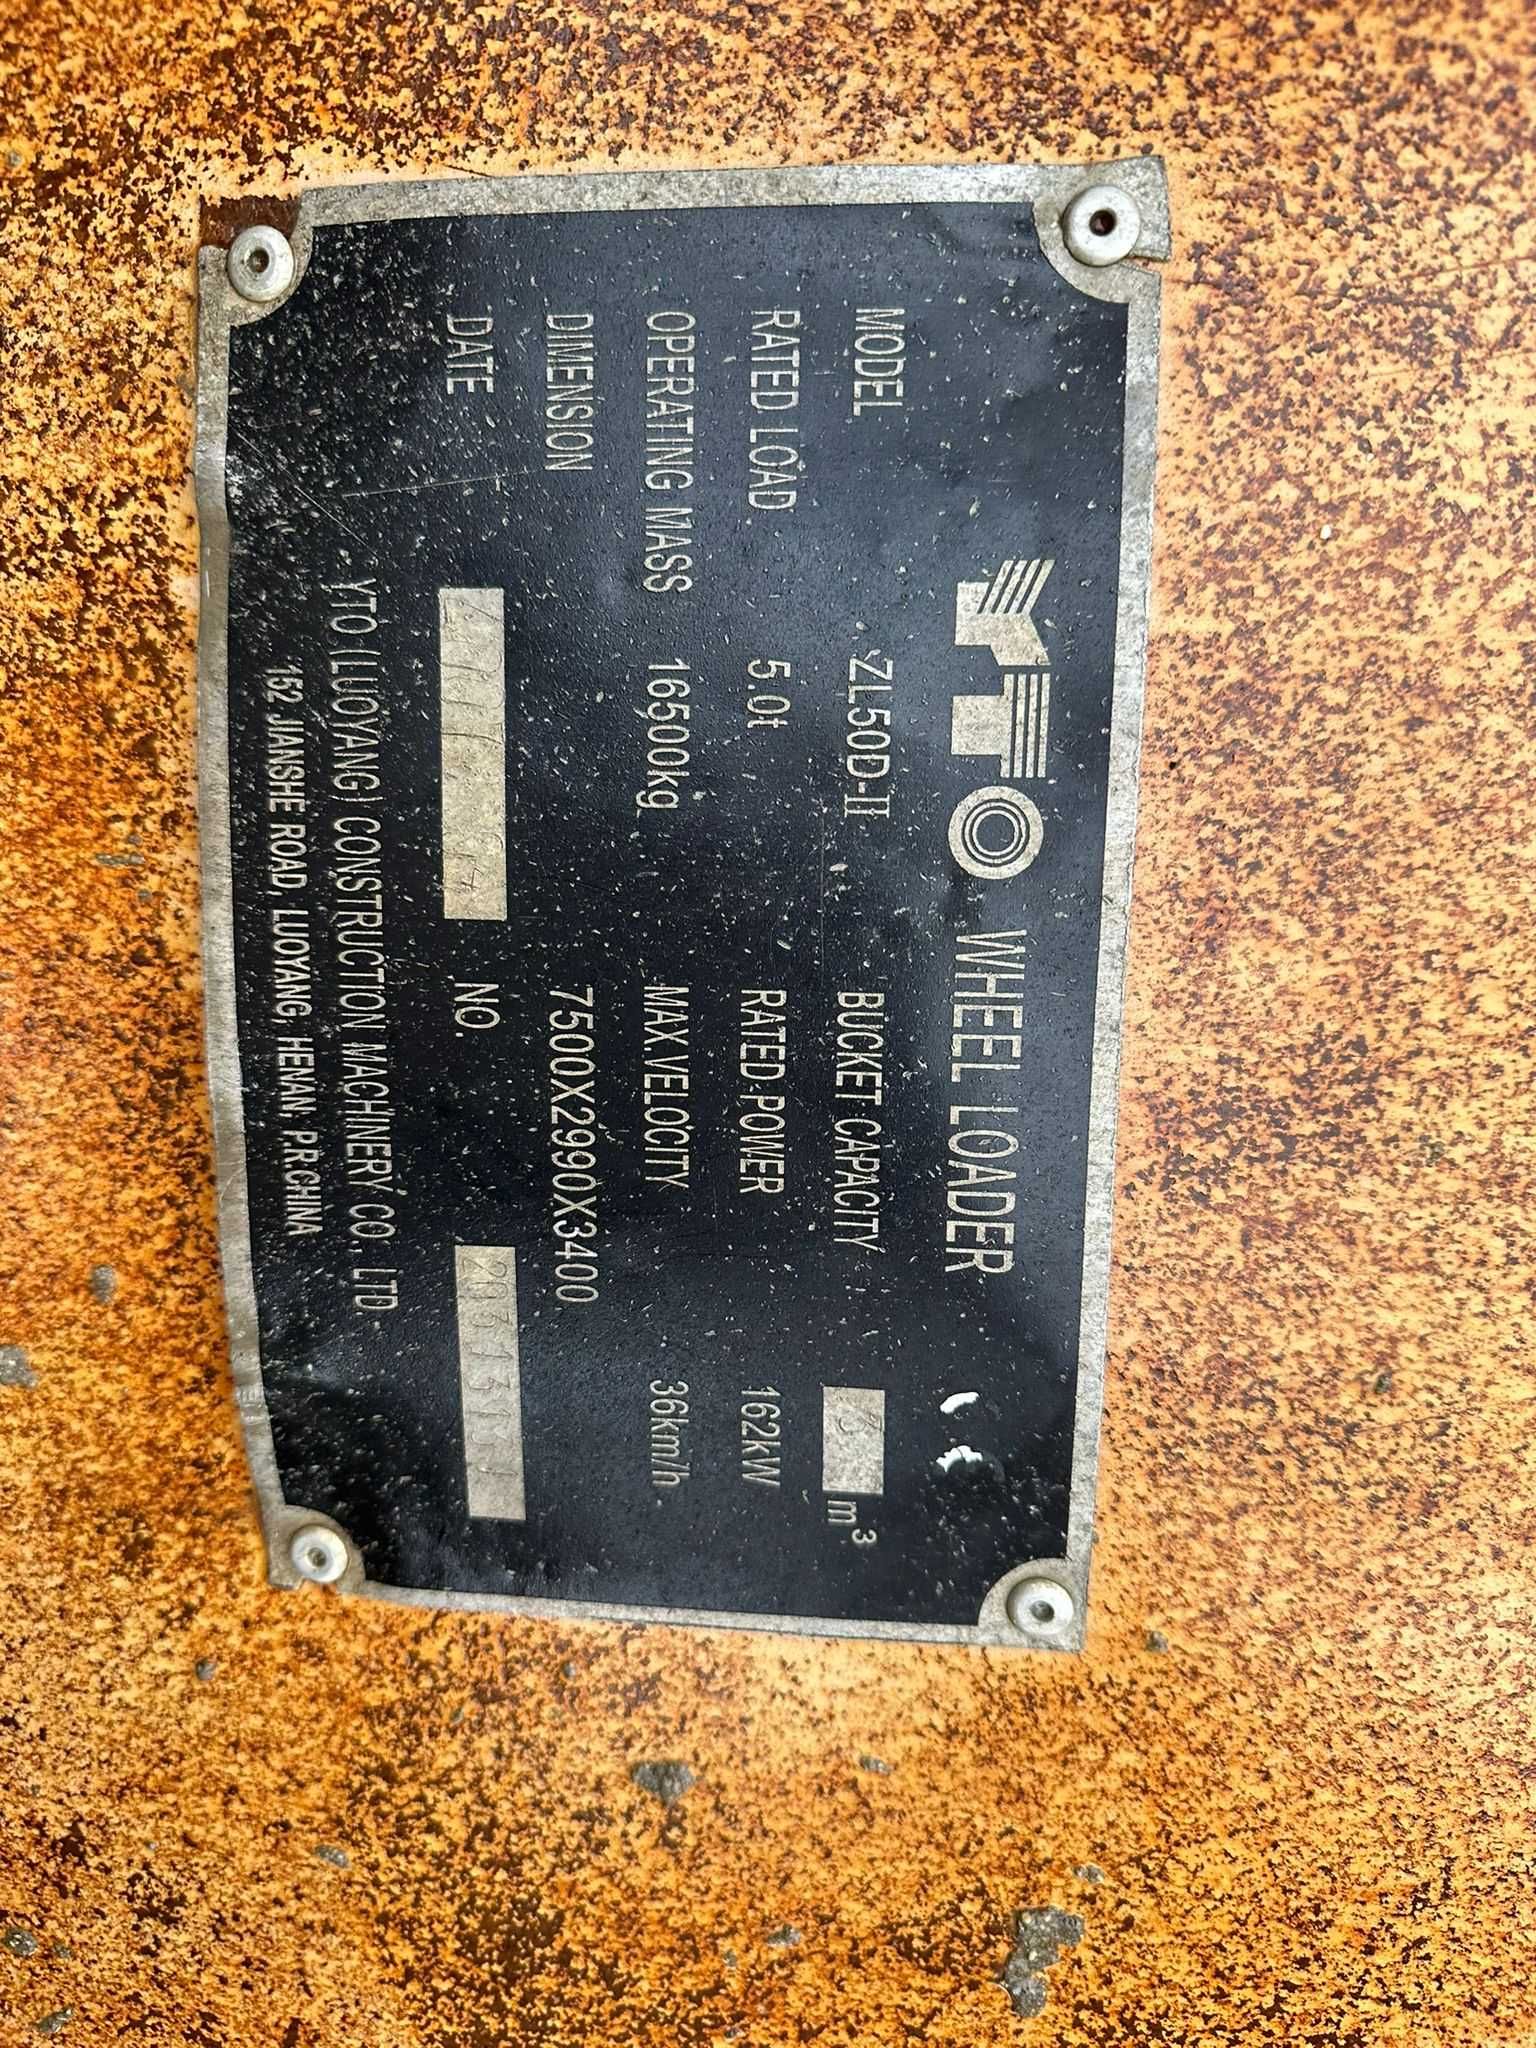 YTO WHEEL LOADER
MODEL ZL50D-II BUCKET CAPACITY 3 m³
RATED LOAD 5.0t RATED POWER 162kW
OPERATING MASS 16500kg MAX.VELOCITY 36km/h
DIMENSION 7500X2990X3400
DATE NO.
YTO (LUOYANG) CONSTRUCTION MACHINERY CO., LTD.
152 JIANSHE ROAD, LUOYANG, HENAN, P.R.CHINA